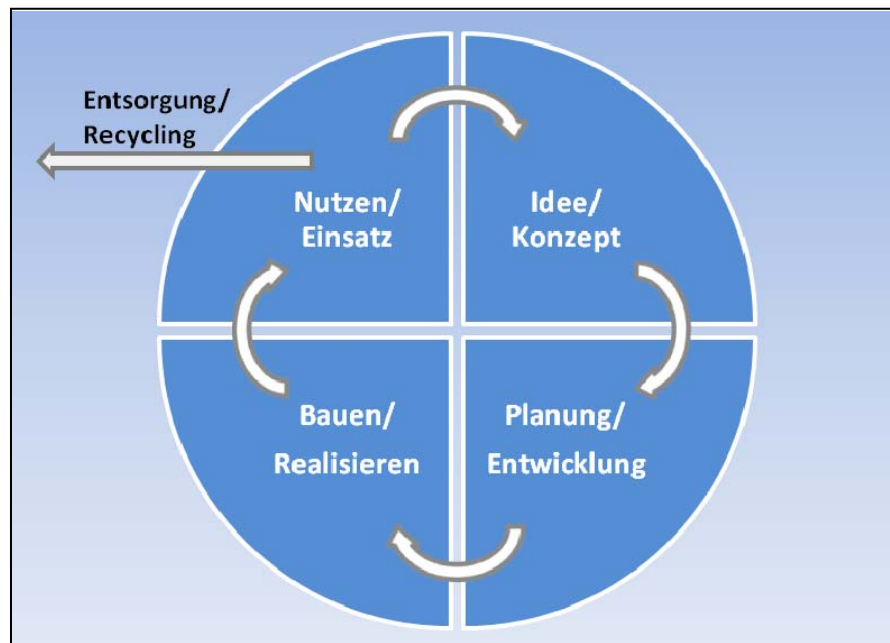 Entsorgung/
Recycling
Nutzen/
Einsatz
Idee/
Konzept
Bauen/
Realisieren
Planung/
Entwicklung